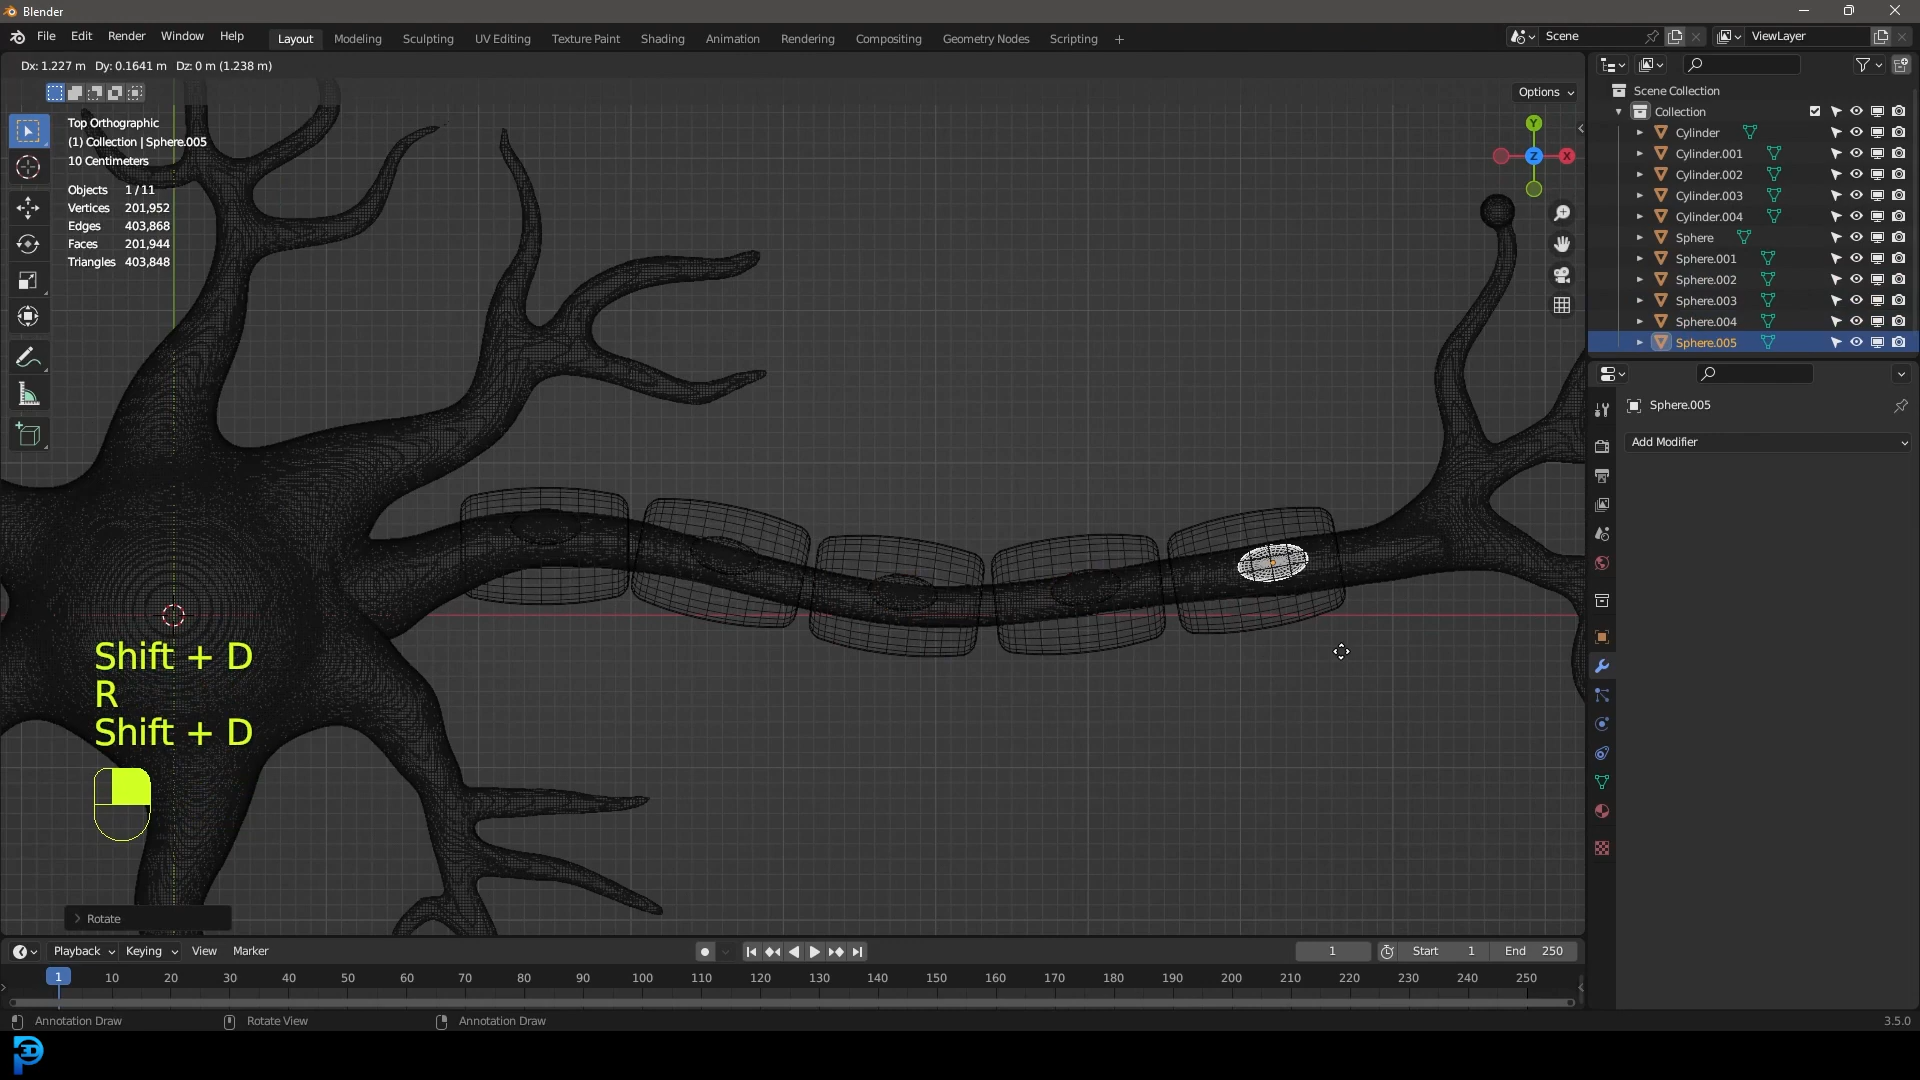 Blender
File Edit Render Window Help Layout Modeling Sculpting UV Editing Texture Paint Shading Animation Rendering Compositing Geometry Nodes Scripting + Scene ViewLayer
Dx: 1.227 m Dy: 0.1641 m Dz: 0 m (1.238 m)
Options
Top Orthographic
(1) Collection | Sphere.005
10 Centimeters
Objects 1 / 11
Vertices 201,952
Edges 403,868
Faces 201,944
Triangles 403,848
Y
Z
X
Scene Collection
Collection
Cylinder
Cylinder.001
Cylinder.002
Cylinder.003
Cylinder.004
Sphere
Sphere.001
Sphere.002
Sphere.003
Sphere.004
Sphere.005
Sphere.005
Add Modifier
Shift + D
R
Shift + D
Rotate
Playback Keying View Marker 1 Start 1 End 250
1 10 20 30 40 50 60 70 80 90 100 110 120 130 140 150 160 170 180 190 200 210 220 230 240 250
Annotation Draw Rotate View Annotation Draw 3.5.0
3D